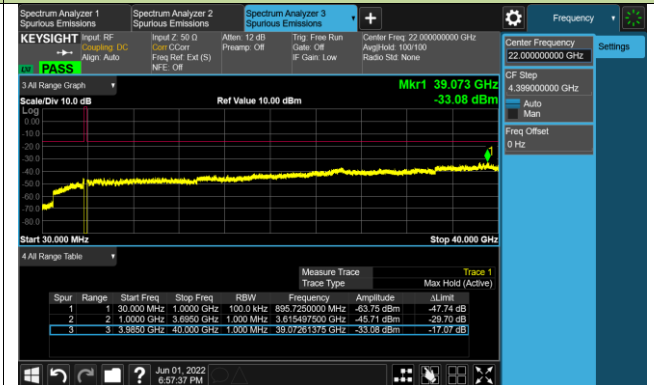 Spectrum Analyzer 1
Spurious Emissions
Spectrum Analyzer 2
Spurious Emissions
Spectrum Analyzer 3
Spurious Emissions
Frequency
KEYSIGHT
Input: RF
Coupling: DC
Align: Auto
Input Z: 50 Ω
Corr CCorr
Freq Ref: Ext (S)
NFE: Off
Atten: 12 dB
Preamp: Off
Trig: Free Run
Gate: Off
IF Gain: Low
Center Freq: 22.000000000 GHz
Avg|Hold: 100/100
Radio Std: None
PASS
Center Frequency
22.000000000 GHz
Settings
CF Step
4.399000000 GHz
Auto
Man
Freq Offset
0 Hz
3 All Range Graph
Mkr1 39.073 GHz
Scale/Div 10.0 dB
Ref Value 10.00 dBm
-33.08 dBm
Log
0.00
-10.0
-20.0
-30.0
-40.0
-50.0
-60.0
-70.0
-80.0
1
Start 30.000 MHz
Stop 40.000 GHz
4 All Range Table
Measure Trace Trace 1
Trace Type Max Hold (Active)
Spur Range Start Freq Stop Freq RBW Frequency Amplitude ΔLimit
1 1 30.000 MHz 1.0000 GHz 100.0 kHz 895.7250000 MHz -63.75 dBm -47.74 dB
2 2 1.0000 GHz 3.6950 GHz 1.000 MHz 3.615497500 GHz -45.71 dBm -29.70 dB
3 3 3.9850 GHz 40.000 GHz 1.000 MHz 39.07261375 GHz -33.08 dBm -17.07 dB
Jun 01, 2022
6:57:37 PM